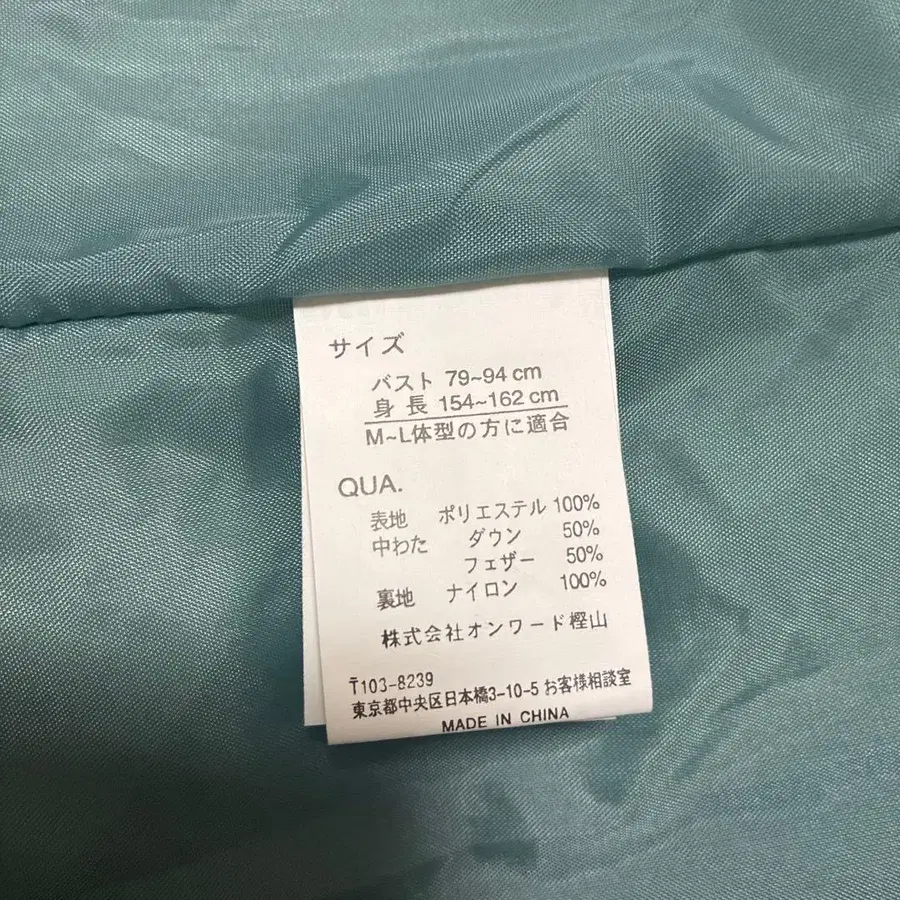 サイズ
バスト 79~94 cm
身長 154~162 cm
M~L体型の方に適合
QUA.
表地 ポリエステル 100%
中わた ダウン 50%
フェザー 50%
裏地 ナイロン 100%
株式会社オンワード樫山
〒103-8239
東京都中央区日本橋3-10-5 お客様相談室
MADE IN CHINA